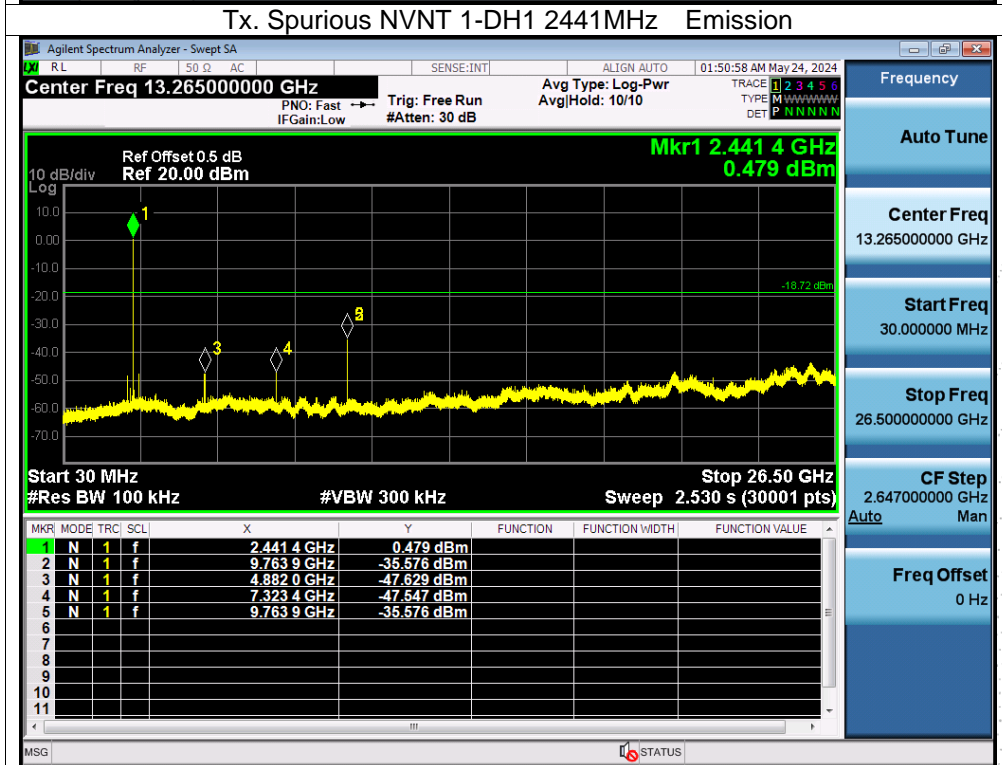 Tx. Spurious NVNT 1-DH1 2441MHz Emission
Agilent Spectrum Analyzer - Swept SA
LXI RL RF 50 Ω AC SENSE:INT ALIGN AUTO 01:50:58 AM May 24, 2024
Center Freq 13.265000000 GHz
PNO: Fast
IFGain:Low
Trig: Free Run
#Atten: 30 dB
Avg Type: Log-Pwr
Avg|Hold: 10/10
TRACE 1 2 3 4 5 6
TYPE M WWWWW
DET P N N N N N
Frequency
Auto Tune
Center Freq
13.265000000 GHz
Start Freq
30.000000 MHz
Stop Freq
26.500000000 GHz
CF Step
2.647000000 GHz
Auto Man
Freq Offset
0 Hz
Mkr1 2.441 4 GHz
0.479 dBm
Ref Offset 0.5 dB
10 dB/div Ref 20.00 dBm
Log
10.0
0.00
-10.0
-20.0
-30.0
-40.0
-50.0
-60.0
-70.0
1
3
4
-18.72 dBm
Start 30 MHz Stop 26.50 GHz
#Res BW 100 kHz #VBW 300 kHz Sweep 2.530 s (30001 pts)
MKR MODE TRC SCL X Y FUNCTION FUNCTION WIDTH FUNCTION VALUE
1 N 1 f 2.441 4 GHz 0.479 dBm
2 N 1 f 9.763 9 GHz -35.576 dBm
3 N 1 f 4.882 0 GHz -47.629 dBm
4 N 1 f 7.323 4 GHz -47.547 dBm
5 N 1 f 9.763 9 GHz -35.576 dBm
6
7
8
9
10
11
MSG STATUS